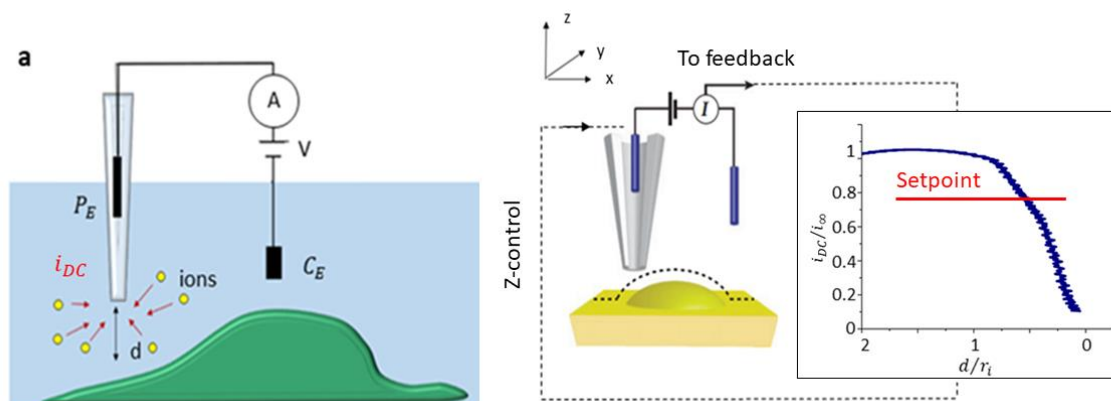 a
A
V
P_E
i_DC
ions
C_E
d
z
y
x
To feedback
I
Z-control
Setpoint
i_DC/i_∞
1
0.8
0.6
0.4
0.2
0
2
1
0
d/r_i